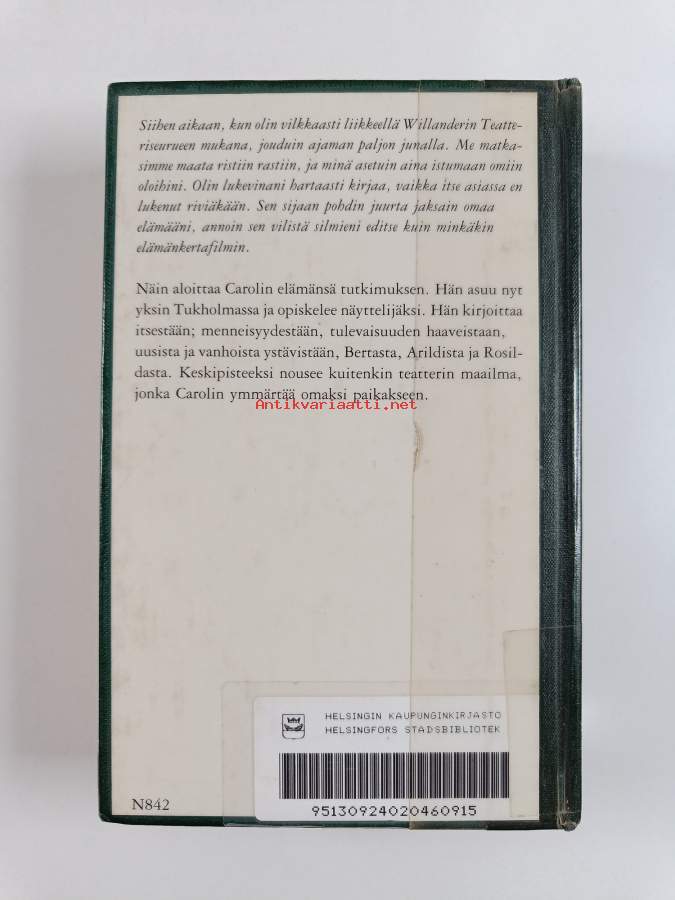 Siihen aikaan, kun olin vilkkaasti liikkeellä Willanderin Teatte-
riseurueen mukana, jouduin ajamaan paljon junalla. Me matka-
simme maata ristiin rastiin, ja minä asetuin aina istumaan omiin
oloihini. Olin lukevinani hartaasti kirjaa, vaikka itse asiassa en
lukenut riviäkään. Sen sijaan pohdin juurta jaksain omaa
elämääni, annoin sen vilistä silmieni editse kuin minkäkin
elämänkertafilmin.
Näin aloittaa Carolin elämänsä tutkimuksen. Hän asuu nyt
yksin Tukholmassa ja opiskelee näyttelijäksi. Hän kirjoittaa
itsestään; menneisyydestään, tulevaisuuden haaveistaan,
uusista ja vanhoista ystävistään, Bertasta, Arildista ja Rosil-
dasta. Keskipisteeksi nousee kuitenkin teatterin maailma,
jonka Carolin ymmärtää omaksi paikakseen.
Antikvariaatti.net
HELSINGIN KAUPUNGINKIRJASTO
HELSINGFORS STADSBIBLIOTEK
95130924020460915
N842